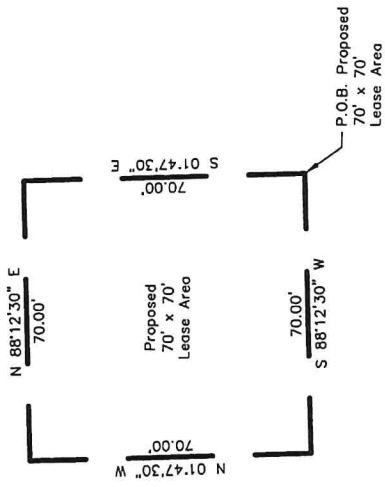 N 88°12'30" E
70.00'
S 01°47'30" E
70.00'
Proposed
70' x 70'
Lease Area
70.00'
N 01°47'30" W
70.00'
S 88°12'30" W
P.O.B. Proposed
70' x 70'
Lease Area